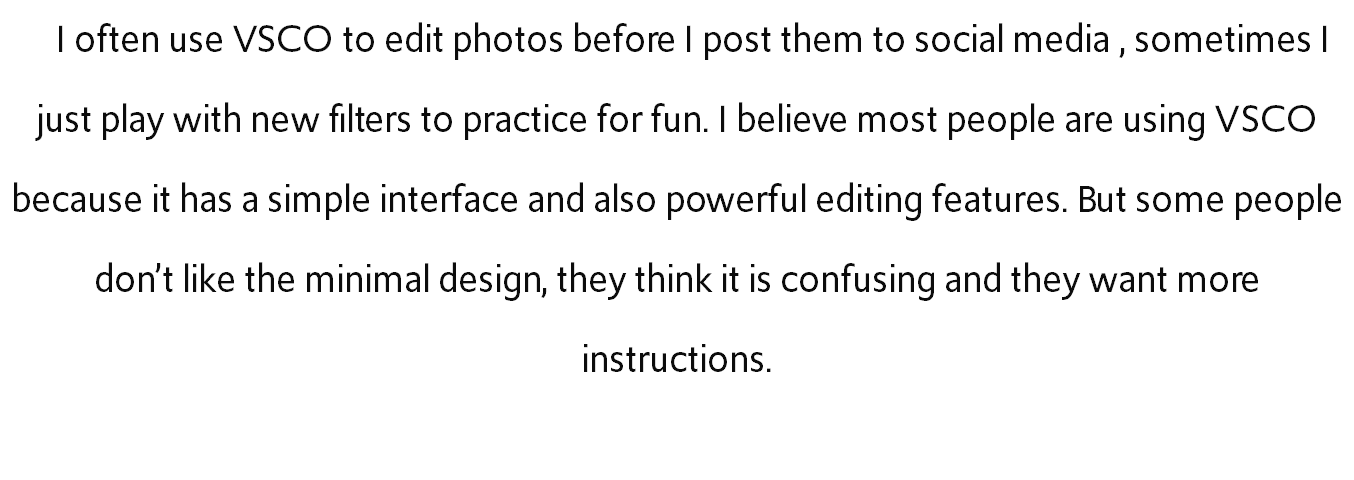 I often use VSCO to edit photos before I post them to social media , sometimes I
just play with new filters to practice for fun. I believe most people are using VSCO
because it has a simple interface and also powerful editing features. But some people
don’t like the minimal design, they think it is confusing and they want more
instructions.